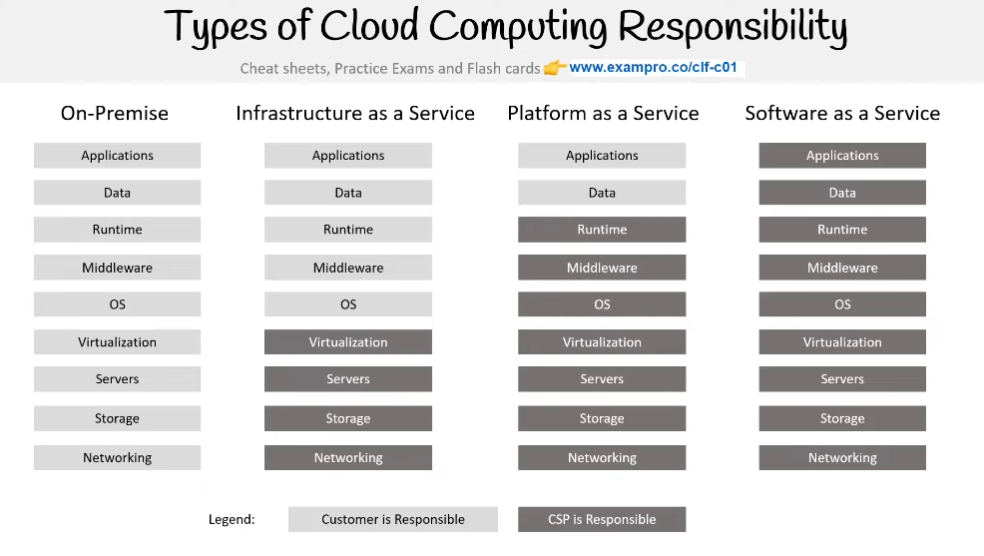 Types of Cloud Computing Responsibility
Cheat sheets, Practice Exams and Flash cards 👉 www.exampro.co/clf-c01
On-Premise Infrastructure as a Service Platform as a Service Software as a Service
Applications Applications Applications Applications
Data Data Data Data
Runtime Runtime Runtime Runtime
Middleware Middleware Middleware Middleware
OS OS OS OS
Virtualization Virtualization Virtualization Virtualization
Servers Servers Servers Servers
Storage Storage Storage Storage
Networking Networking Networking Networking
Legend: Customer is Responsible CSP is Responsible